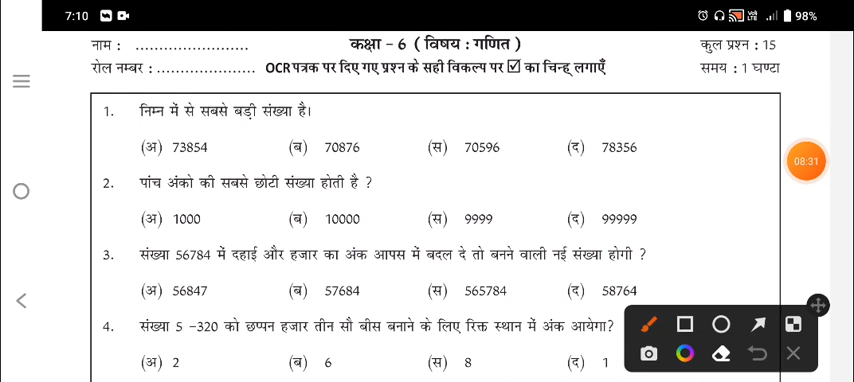 7:10 98%
नाम : ........................ कक्षा - 6 ( विषय : गणित ) कुल प्रश्न : 15
रोल नम्बर : ..................... OCR पत्रक पर दिए गए प्रश्न के सही विकल्प पर ☑ का चिन्ह् लगाएँ समय : 1 घण्टा
1. निम्न में से सबसे बड़ी संख्या है।
(अ) 73854 (ब) 70876 (स) 70596 (द) 78356
08:31
2. पांच अंको की सबसे छोटी संख्या होती है ?
(अ) 1000 (ब) 10000 (स) 9999 (द) 99999
3. संख्या 56784 में दहाई और हजार का अंक आपस में बदल दे तो बनने वाली नई संख्या होगी ?
(अ) 56847 (ब) 57684 (स) 565784 (द) 58764
4. संख्या 5 -320 को छप्पन हजार तीन सौ बीस बनाने के लिए रिक्त स्थान में अंक आयेगा?
(अ) 2 (ब) 6 (स) 8 (द) 1